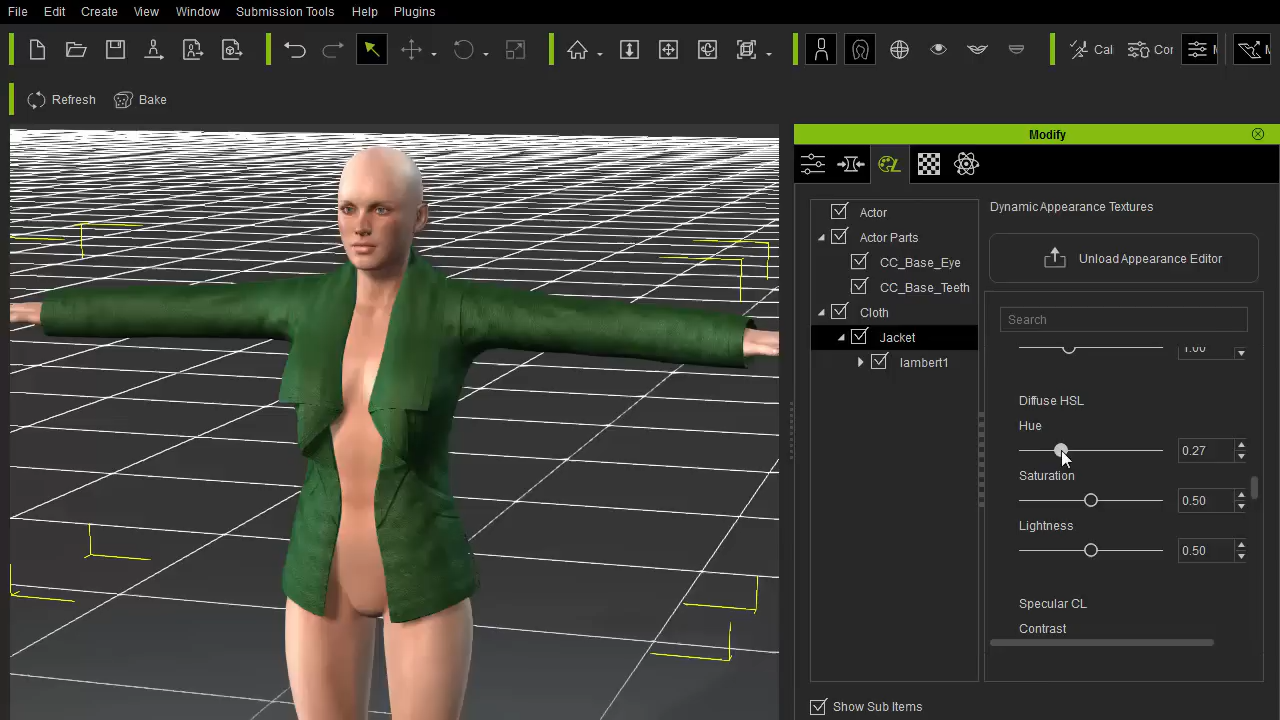 File Edit Create View Window Submission Tools Help Plugins
Cal Cor
Refresh Bake
Modify
Actor
Actor Parts
CC_Base_Eye
CC_Base_Teeth
Cloth
Jacket
lambert1
Dynamic Appearance Textures
Unload Appearance Editor
Search
1.00
Diffuse HSL
Hue
0.27
Saturation
0.50
Lightness
0.50
Specular CL
Contrast
Show Sub Items